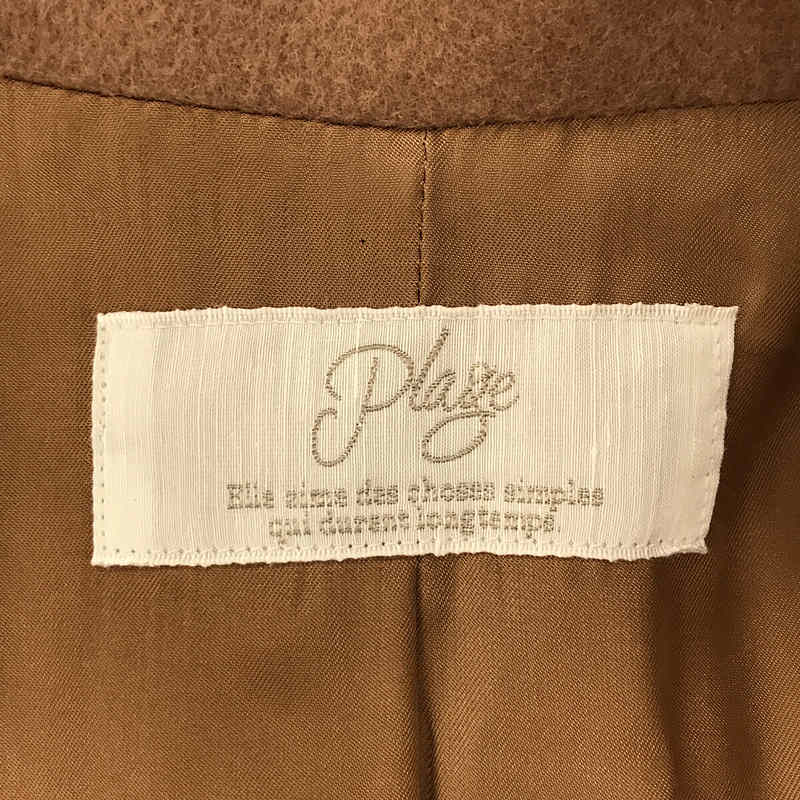 Plage
Elle aime des choses simples
qui durent longtemps.